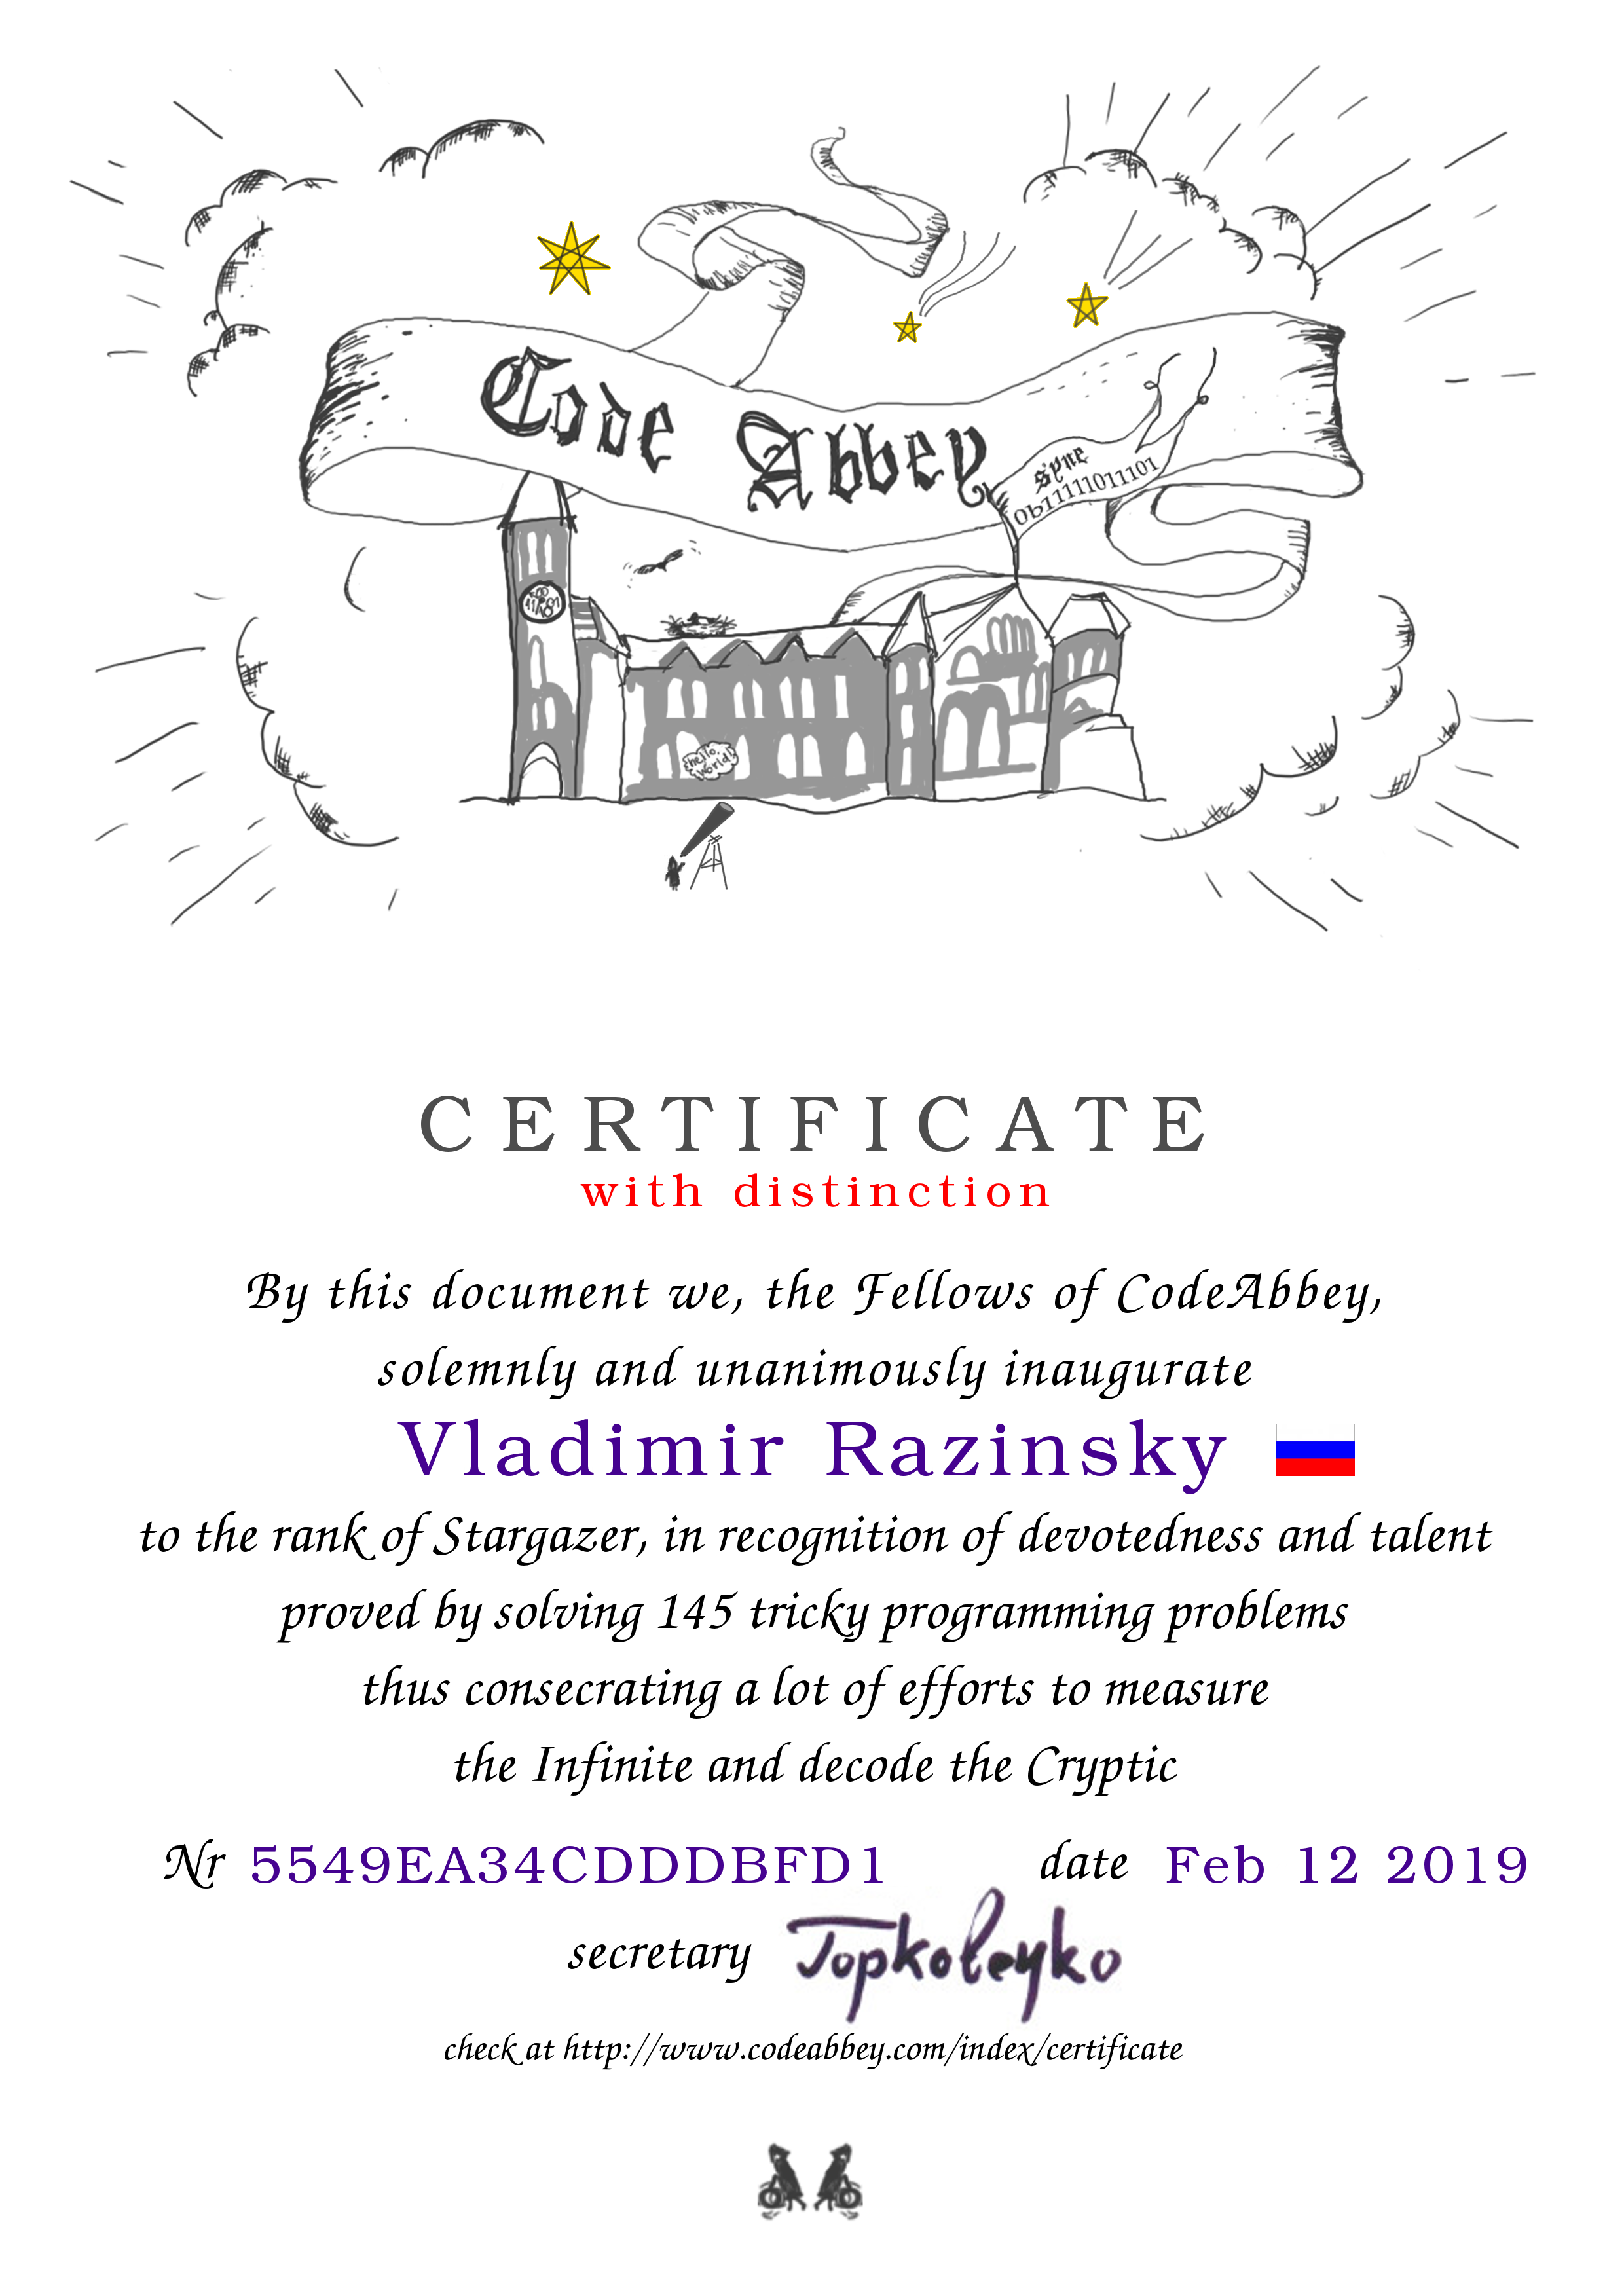 Code Abbey
syne
0b11111011101
hello, world!
CERTIFICATE
with distinction
By this document we, the Fellows of CodeAbbey,
solemnly and unanimously inaugurate
Vladimir Razinsky
to the rank of Stargazer, in recognition of devotedness and talent
proved by solving 145 tricky programming problems
thus consecrating a lot of efforts to measure
the Infinite and decode the Cryptic
Nr 5549EA34CDDDBFD1 date Feb 12 2019
secretary Topkoleyko
check at http://www.codeabbey.com/index/certificate